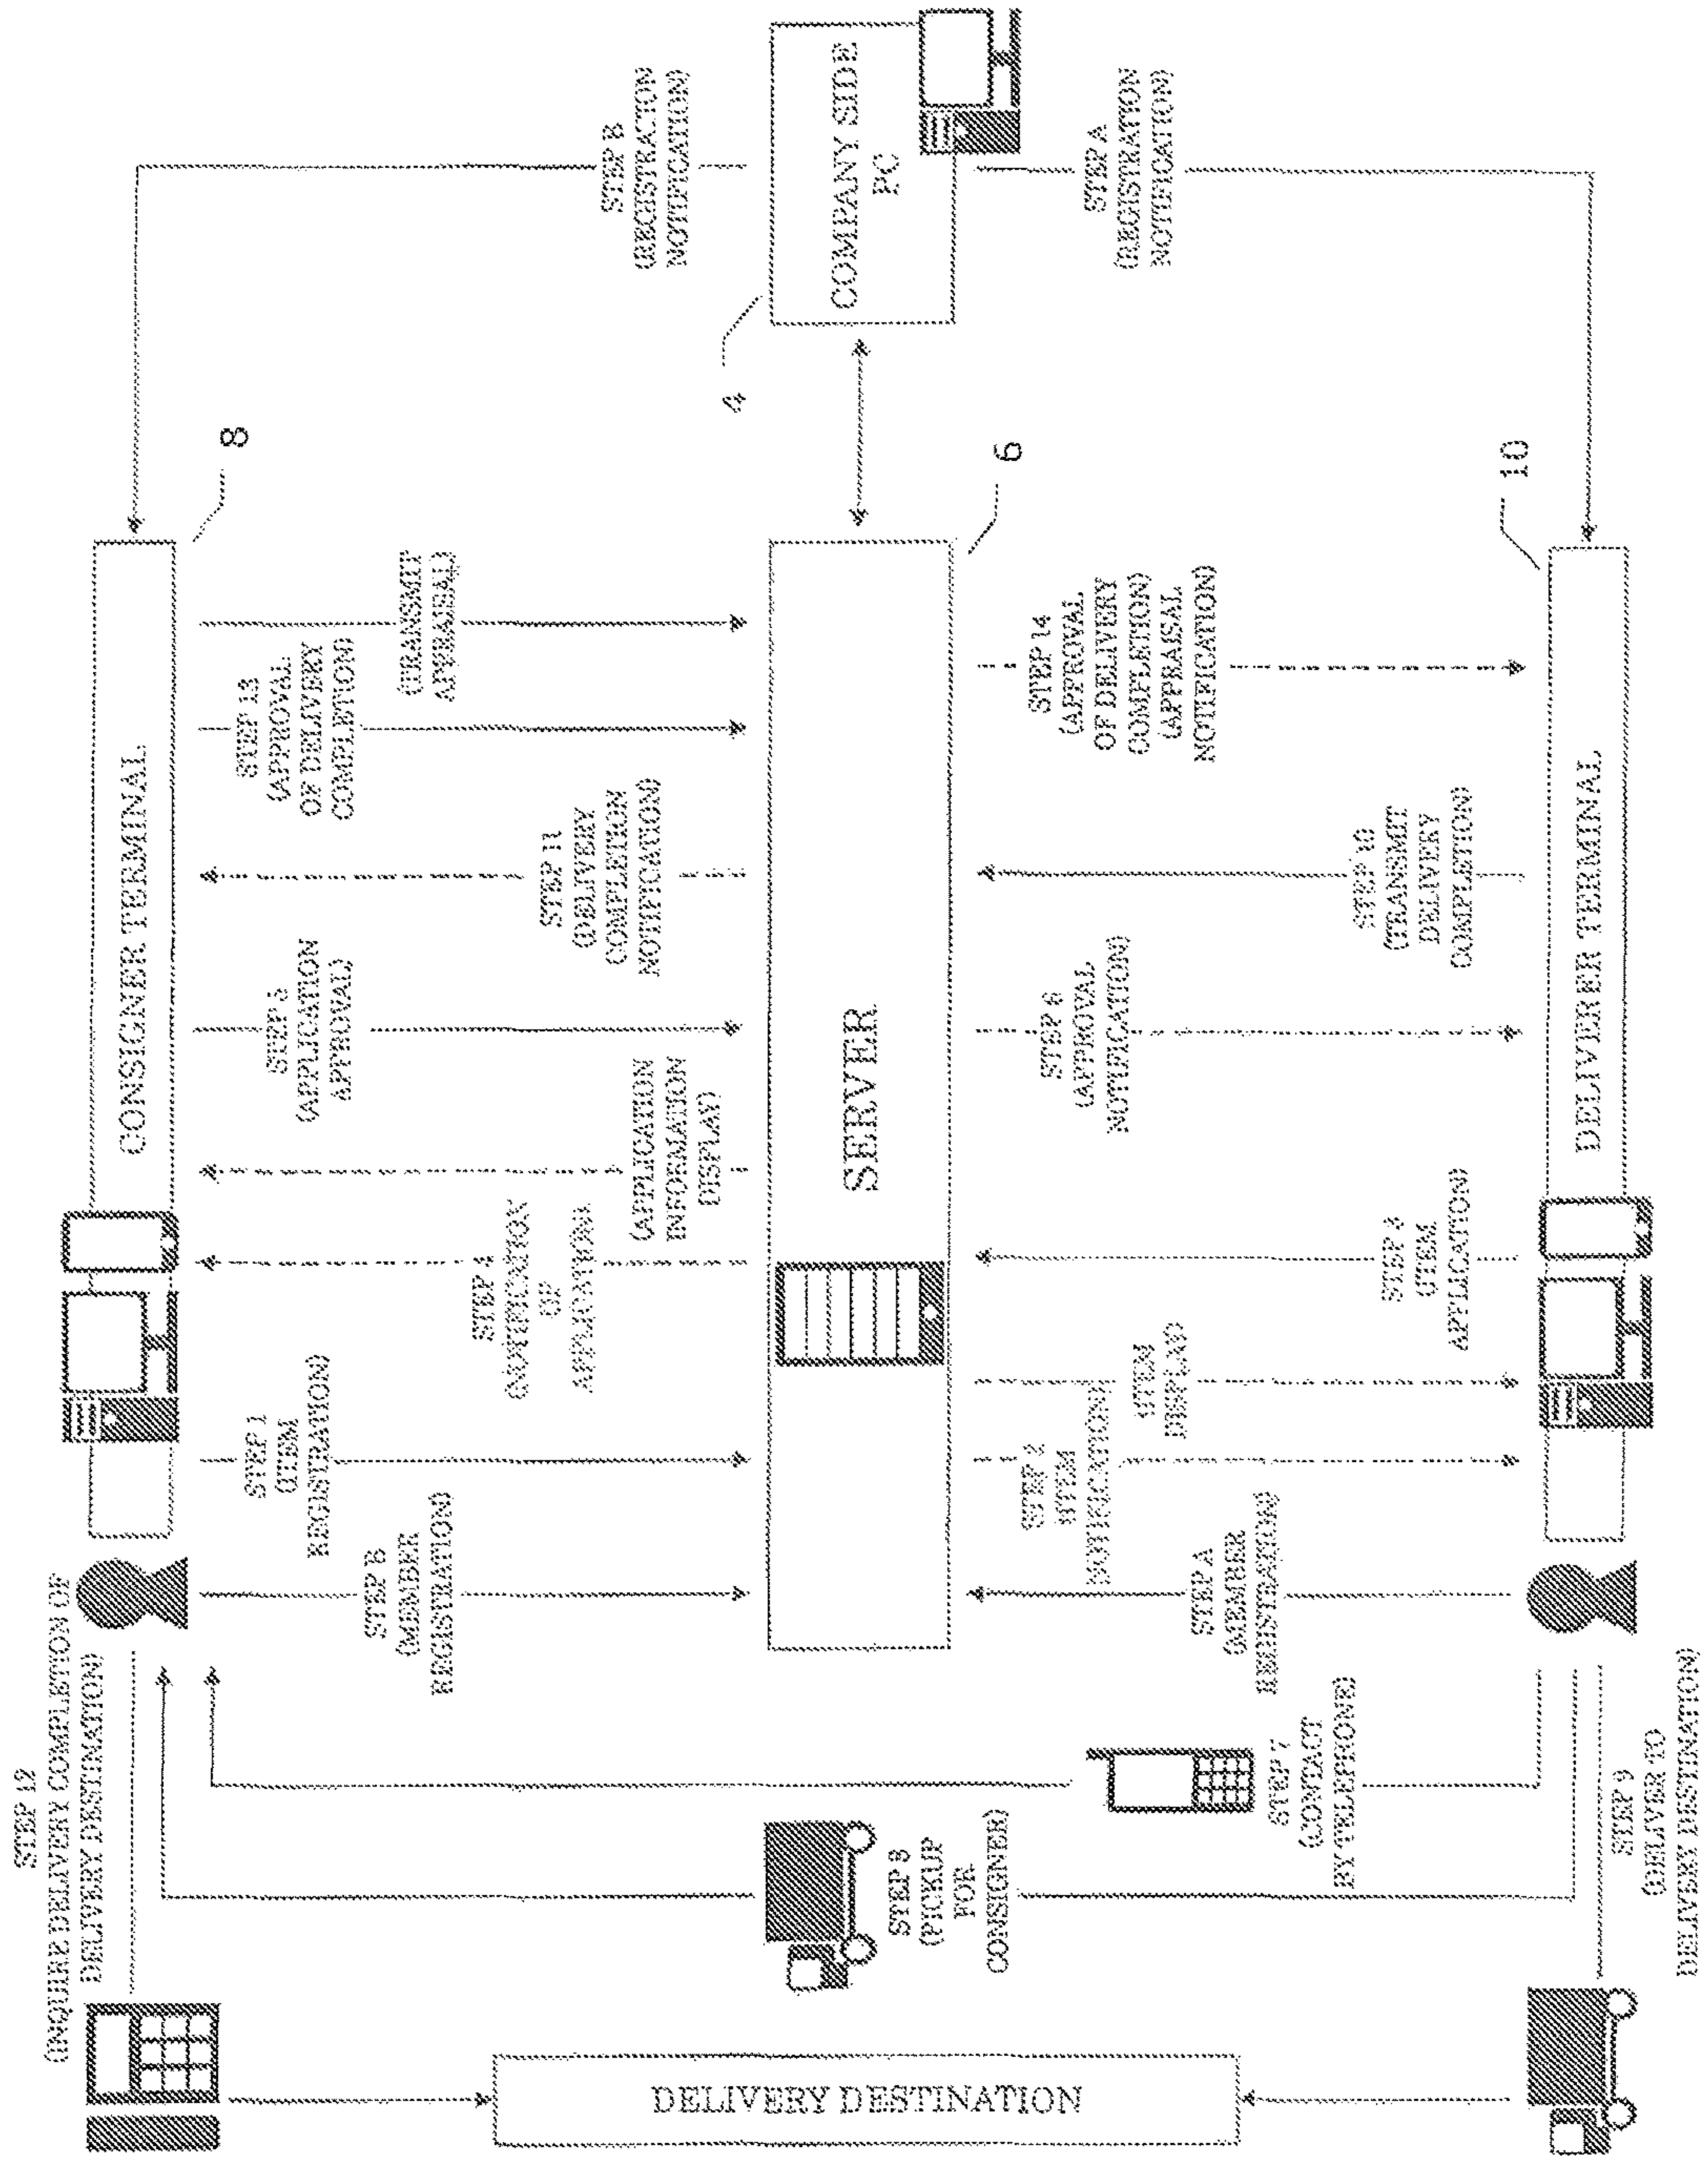 STEP 12
(INQUIRE DELIVERY COMPLETION OF
DELIVERY DESTINATION)
CONSIGNER TERMINAL
8
STEP B
(MEMBER
REGISTRATION)
STEP 1
(ITEM
REGISTRATION)
STEP 4
(NOTIFICATION
OF
APPLICATION)
(APPLICATION
INFORMATION
DISPLAY)
STEP 5
(APPLICATION
APPROVAL)
STEP 11
(DELIVERY
COMPLETION
NOTIFICATION)
STEP 13
(APPROVAL
OF DELIVERY
COMPLETION)
(TRANSMIT
APPRAISAL)
STEP B
(REGISTRATION
NOTIFICATION)
SERVER
6
4
COMPANY SIDE
PC
STEP 8
(PICKUP
FOR
CONSIGNER)
STEP 7
(CONTACT
BY TELEPHONE)
STEP A
(MEMBER
REGISTRATION)
STEP 2
(ITEM
NOTIFICATION)
(ITEM
DISPLAY)
STEP 3
(ITEM
APPLICATION)
STEP 6
(APPROVAL
NOTIFICATION)
STEP 10
(TRANSMIT
DELIVERY
COMPLETION)
STEP 14
(APPROVAL
OF DELIVERY
COMPLETION)
(APPRAISAL
NOTIFICATION)
STEP A
(REGISTRATION
NOTIFICATION)
10
DELIVERER TERMINAL
STEP 9
(DELIVER TO
DELIVERY DESTINATION)
DELIVERY DESTINATION